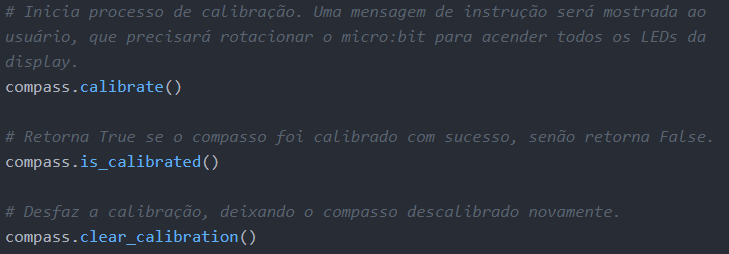 # Inicia processo de calibração. Uma mensagem de instrução será mostrada ao
usuário, que precisará rotacionar o micro:bit para acender todos os LEDs da
display.
compass.calibrate()
# Retorna True se o compasso foi calibrado com sucesso, senão retorna False.
compass.is_calibrated()
# Desfaz a calibração, deixando o compasso descalibrado novamente.
compass.clear_calibration()